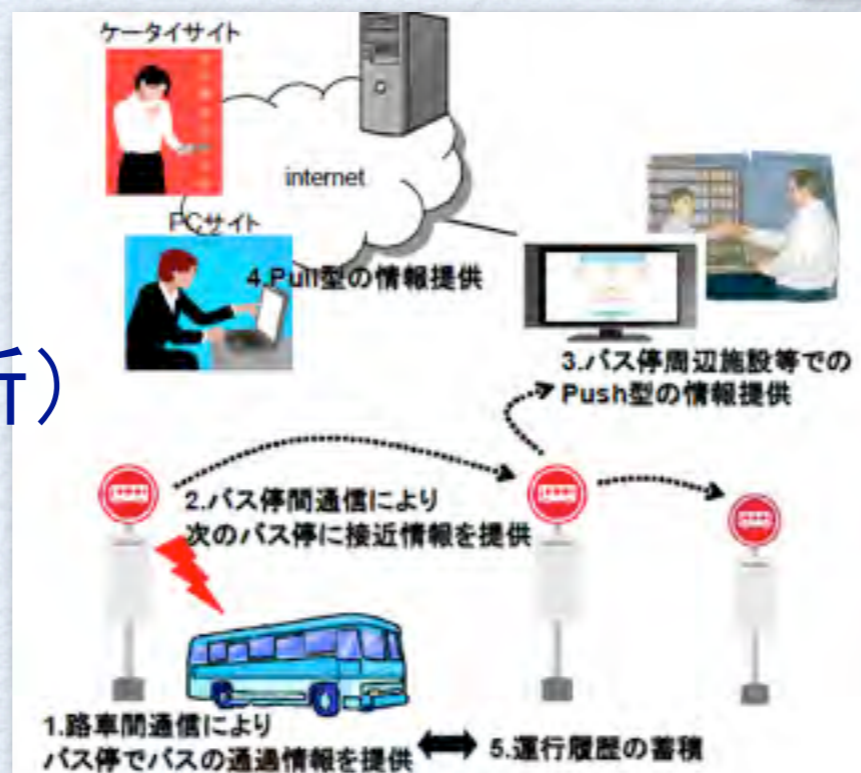 ケータイサイト
internet
PCサイト
4.Pull型の情報提供
3.バス停周辺施設等での
Push型の情報提供
所）
2.バス停間通信により
次のバス停に接近情報を提供
1.路車間通信により
バス停でバスの通過情報を提供
5.運行履歴の蓄積